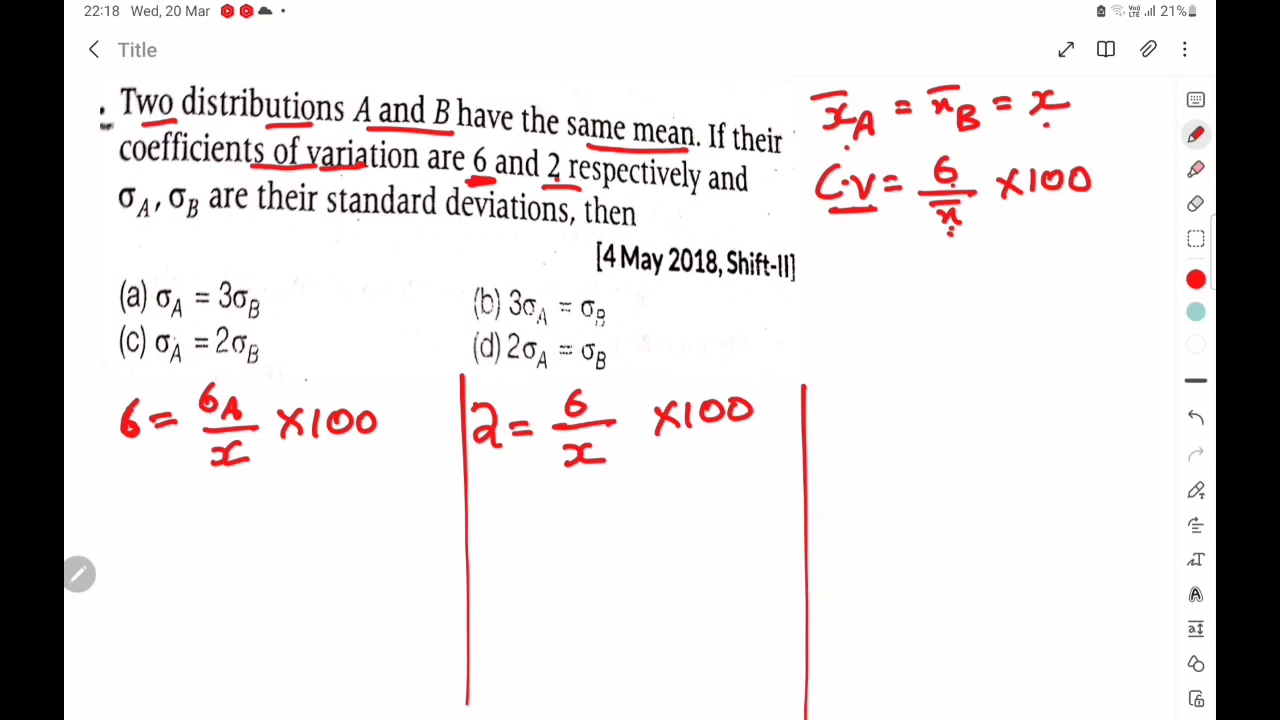 22:18 Wed, 20 Mar
21%
Title
Two distributions A and B have the same mean. If their
coefficients of variation are 6 and 2 respectively and
σA, σB are their standard deviations, then
[4 May 2018, Shift-II]
(a) σA = 3σB
(b) 3σA = σB
(c) σA = 2σB
(d) 2σA = σB
x̄A = x̄B = x
C.V = σ/x̄ ×100
6 = σA/x ×100
2 = σ/x ×100